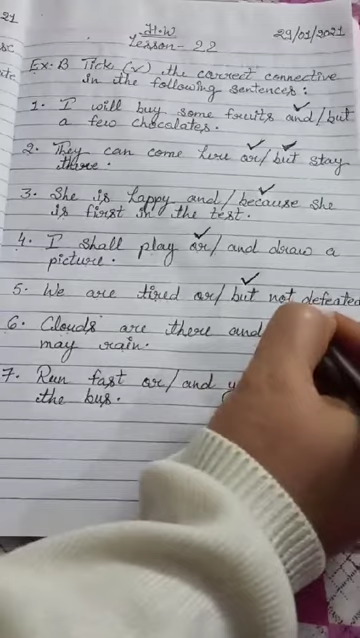 21
H.W
29/01/2021
Lesson - 22
Ex. B Tick (✓) the correct connective
in the following sentences :
1. I will buy some fruits and/but
a few chocolates.
2. They can come here or/but stay
there.
3. She is happy and/because she
is first in the test.
4. I shall play or/and draw a
picture.
5. We are tired or/but not defeated
6. Clouds are there and
may rain.
7. Run fast or/and
the bus.